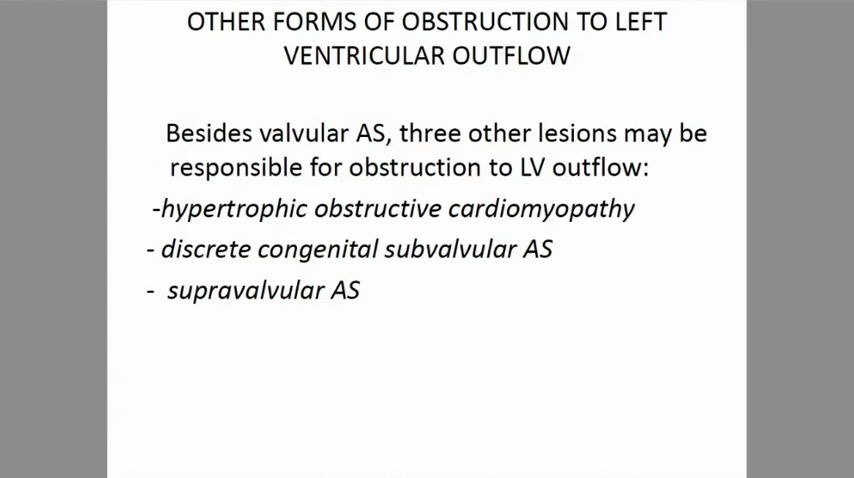 OTHER FORMS OF OBSTRUCTION TO LEFT
VENTRICULAR OUTFLOW
Besides valvular AS, three other lesions may be
responsible for obstruction to LV outflow:
-hypertrophic obstructive cardiomyopathy
- discrete congenital subvalvular AS
- supravalvular AS